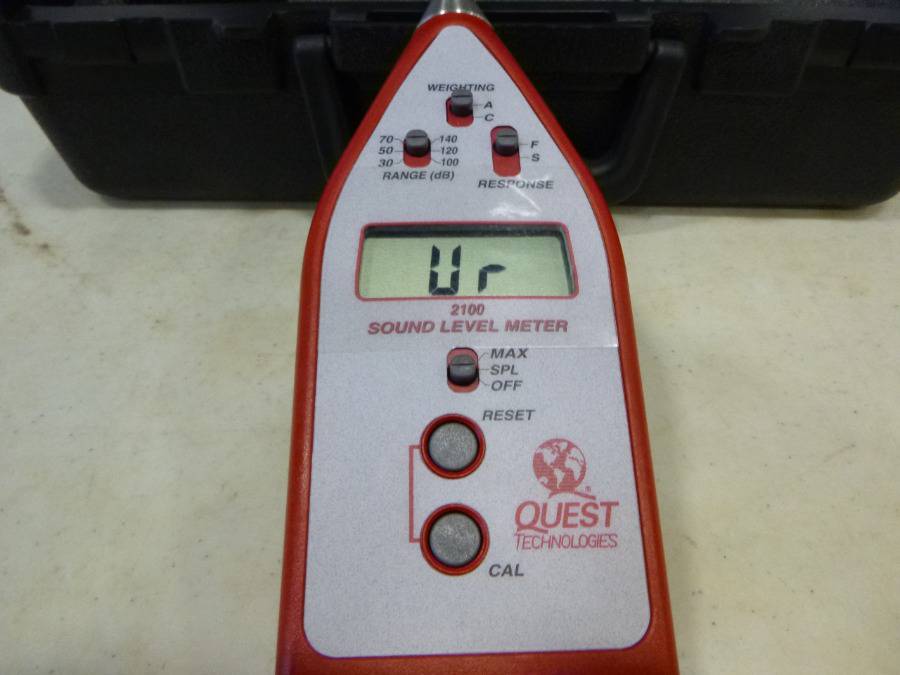 WEIGHTING
A
C
70 140
50 120
30 100
RANGE (dB)
F
S
RESPONSE
Ur
2100
SOUND LEVEL METER
MAX
SPL
OFF
RESET
®
QUEST
TECHNOLOGIES
CAL